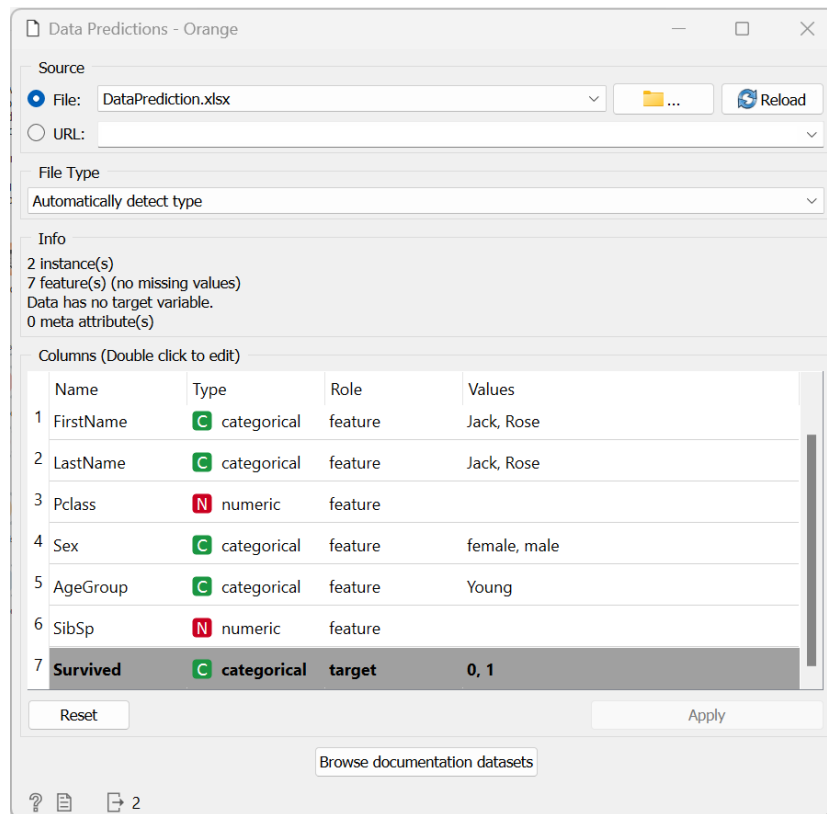 Data Predictions - Orange
Source
File: DataPrediction.xlsx ... Reload
URL:
File Type
Automatically detect type
Info
2 instance(s)
7 feature(s) (no missing values)
Data has no target variable.
0 meta attribute(s)
Columns (Double click to edit)
Name Type Role Values
1 FirstName C categorical feature Jack, Rose
2 LastName C categorical feature Jack, Rose
3 Pclass N numeric feature
4 Sex C categorical feature female, male
5 AgeGroup C categorical feature Young
6 SibSp N numeric feature
7 Survived C categorical target 0, 1
Reset Apply
Browse documentation datasets
? 2